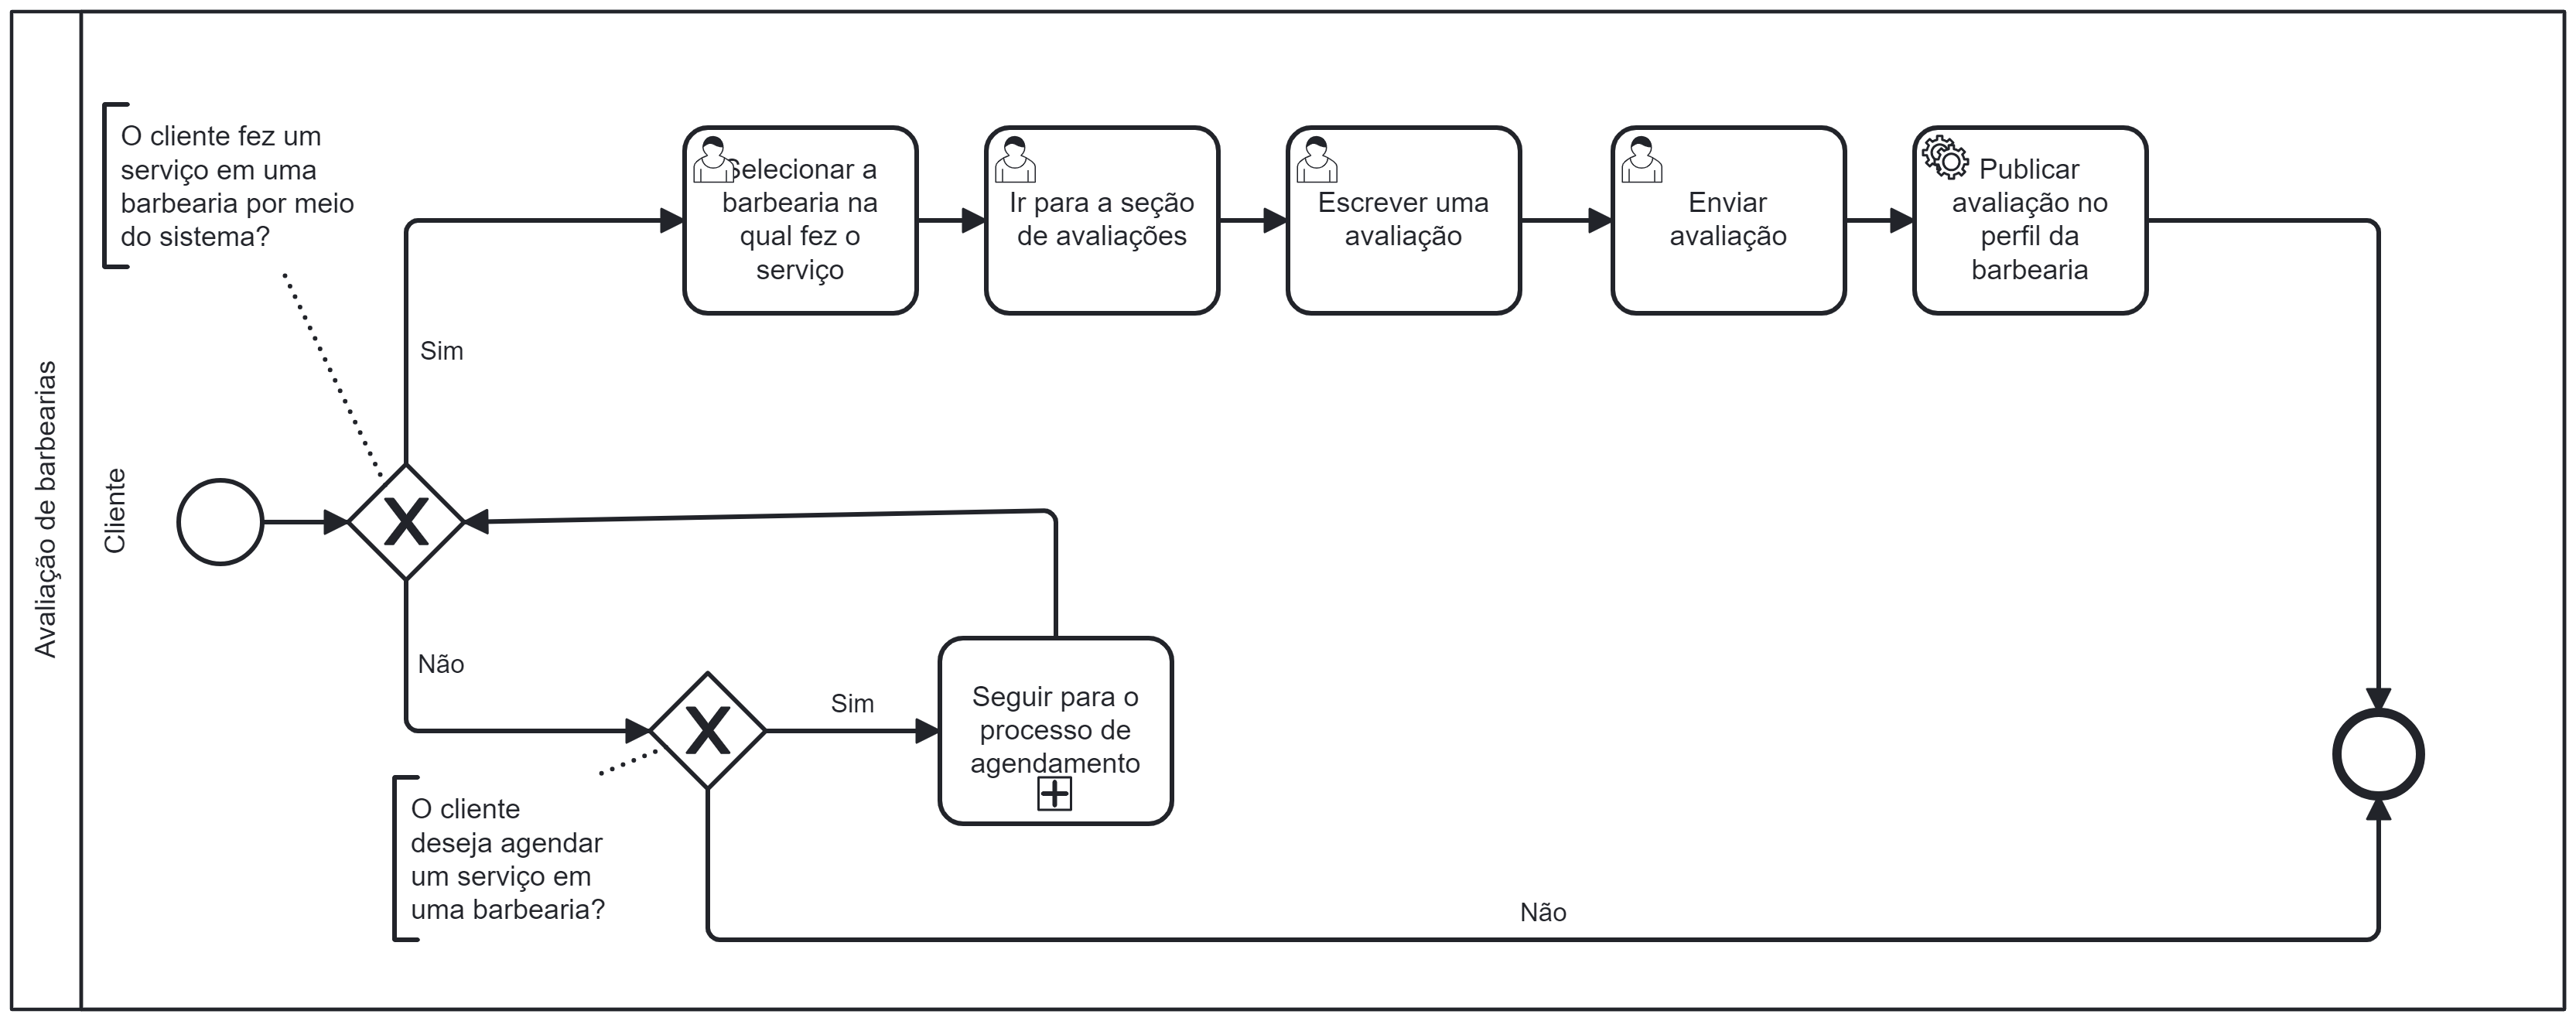 Avaliação de barbearias
Cliente
O cliente fez um
serviço em uma
barbearia por meio
do sistema?
Sim
Selecionar a
barbearia na
qual fez o
serviço
Ir para a seção
de avaliações
Escrever uma
avaliação
Enviar
avaliação
Publicar
avaliação no
perfil da
barbearia
Não
O cliente
deseja agendar
um serviço em
uma barbearia?
Sim
Seguir para o
processo de
agendamento
Não